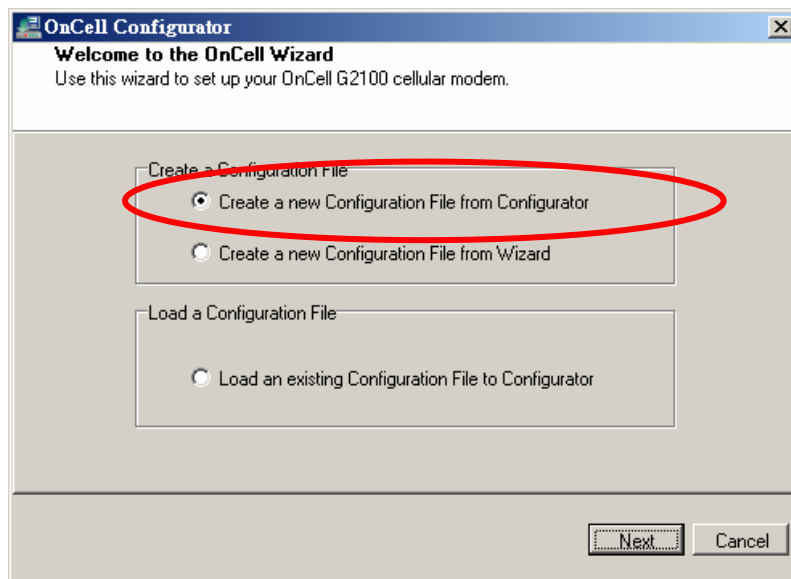 OnCell Configurator
Welcome to the OnCell Wizard
Use this wizard to set up your OnCell G2100 cellular modem.
Create a Configuration File
Create a new Configuration File from Configurator
Create a new Configuration File from Wizard
Load a Configuration File
Load an existing Configuration File to Configurator
Next
Cancel